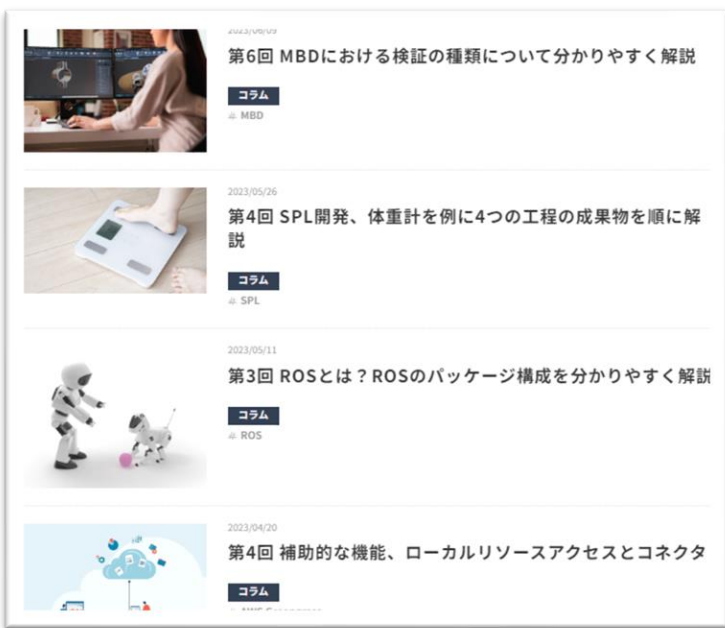 2023/06/09
第6回 MBDにおける検証の種類について分かりやすく解説
コラム
MBD
2023/05/26
第4回 SPL開発、体重計を例に4つの工程の成果物を順に解
説
コラム
SPL
2023/05/11
第3回 ROSとは？ROSのパッケージ構成を分かりやすく解説
コラム
ROS
2023/04/20
第4回 補助的な機能、ローカルリソースアクセスとコネクタ
コラム